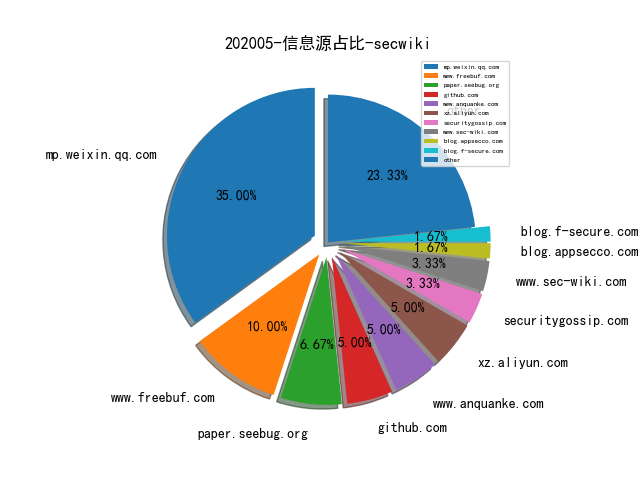 202005-信息源占比-secwiki
mp.weixin.qq.com
www.freebuf.com
paper.seebug.org
github.com
www.anquanke.com
xz.aliyun.com
securitygossip.com
www.sec-wiki.com
blog.appsecco.com
blog.f-secure.com
other
other
23.33%
mp.weixin.qq.com
35.00%
blog.f-secure.com
1.67%
blog.appsecco.com
1.67%
www.sec-wiki.com
3.33%
securitygossip.com
3.33%
xz.aliyun.com
5.00%
www.anquanke.com
5.00%
github.com
5.00%
paper.seebug.org
6.67%
www.freebuf.com
10.00%